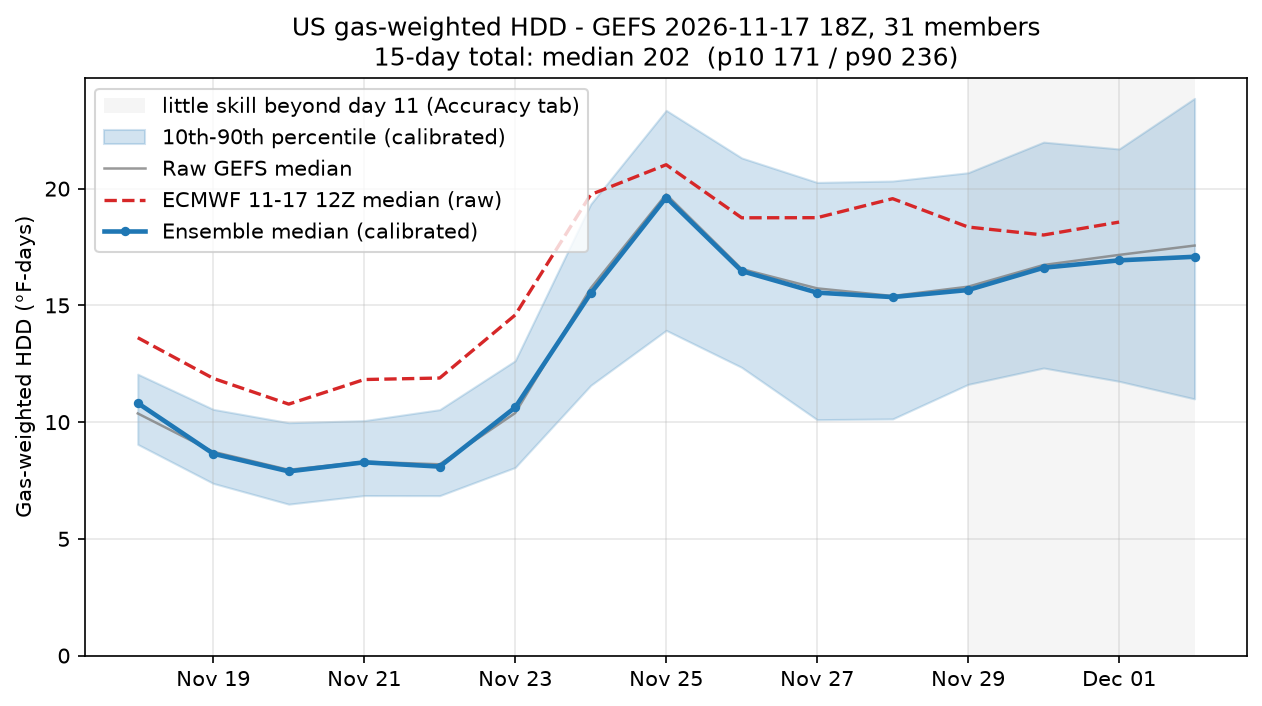 US gas-weighted HDD - GEFS 2026-11-17 18Z, 31 members
15-day total: median 202  (p10 171 / p90 236)
little skill beyond day 11 (Accuracy tab)
10th-90th percentile (calibrated)
Raw GEFS median
ECMWF 11-17 12Z median (raw)
Ensemble median (calibrated)
Gas-weighted HDD (°F-days)
20
15
10
5
0
Nov 19
Nov 21
Nov 23
Nov 25
Nov 27
Nov 29
Dec 01